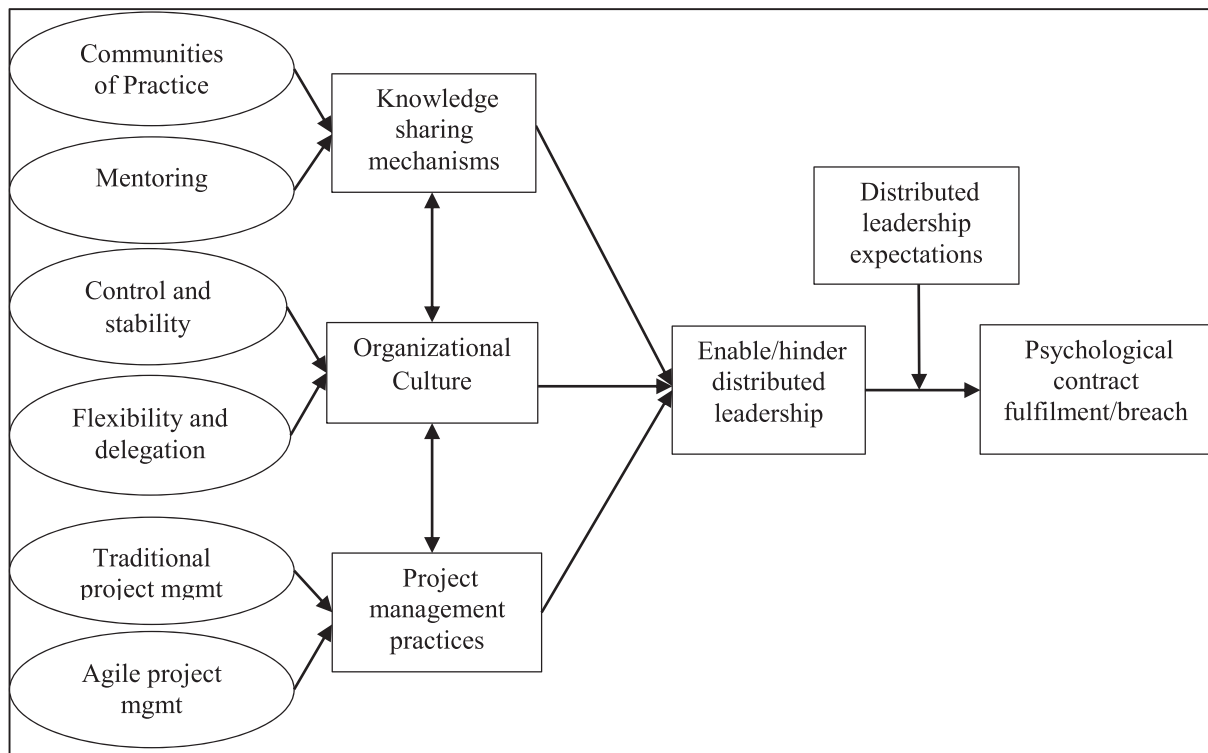 Communities
of Practice
Mentoring
Control and
stability
Flexibility and
delegation
Traditional
project mgmt
Agile project
mgmt
Knowledge
sharing
mechanisms
Organizational
Culture
Project
management
practices
Enable/hinder
distributed
leadership
Distributed
leadership
expectations
Psychological
contract
fulfilment/breach